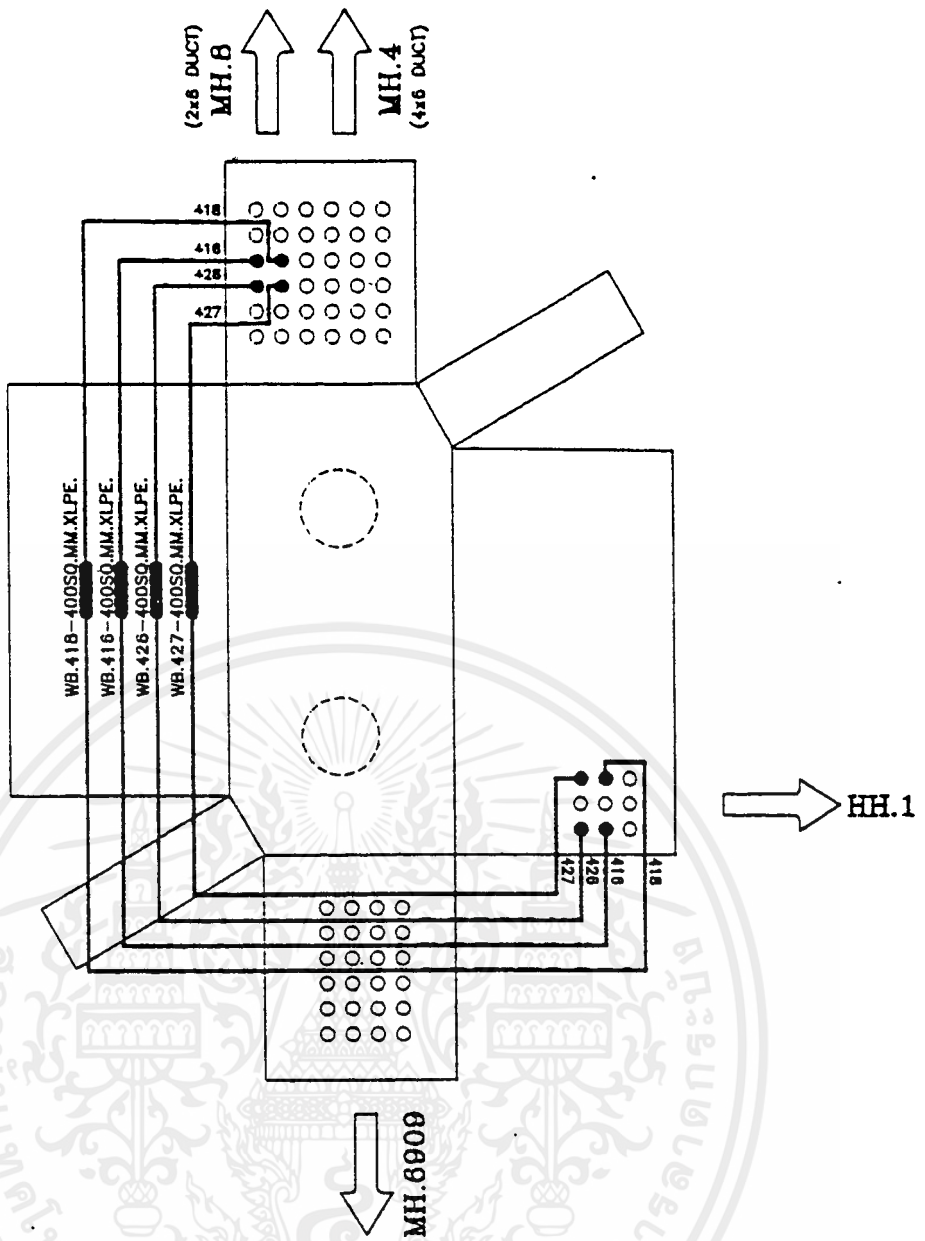 (2x6 DUCT)
MH.8
MH.4
(4x6 DUCT)
418
416
426
427
WB.418-400SQ.MM.XLPE.
WB.416-400SQ.MM.XLPE.
WB.426-400SQ.MM.XLPE.
WB.427-400SQ.MM.XLPE.
HH.1
427
426
416
418
MH.6909